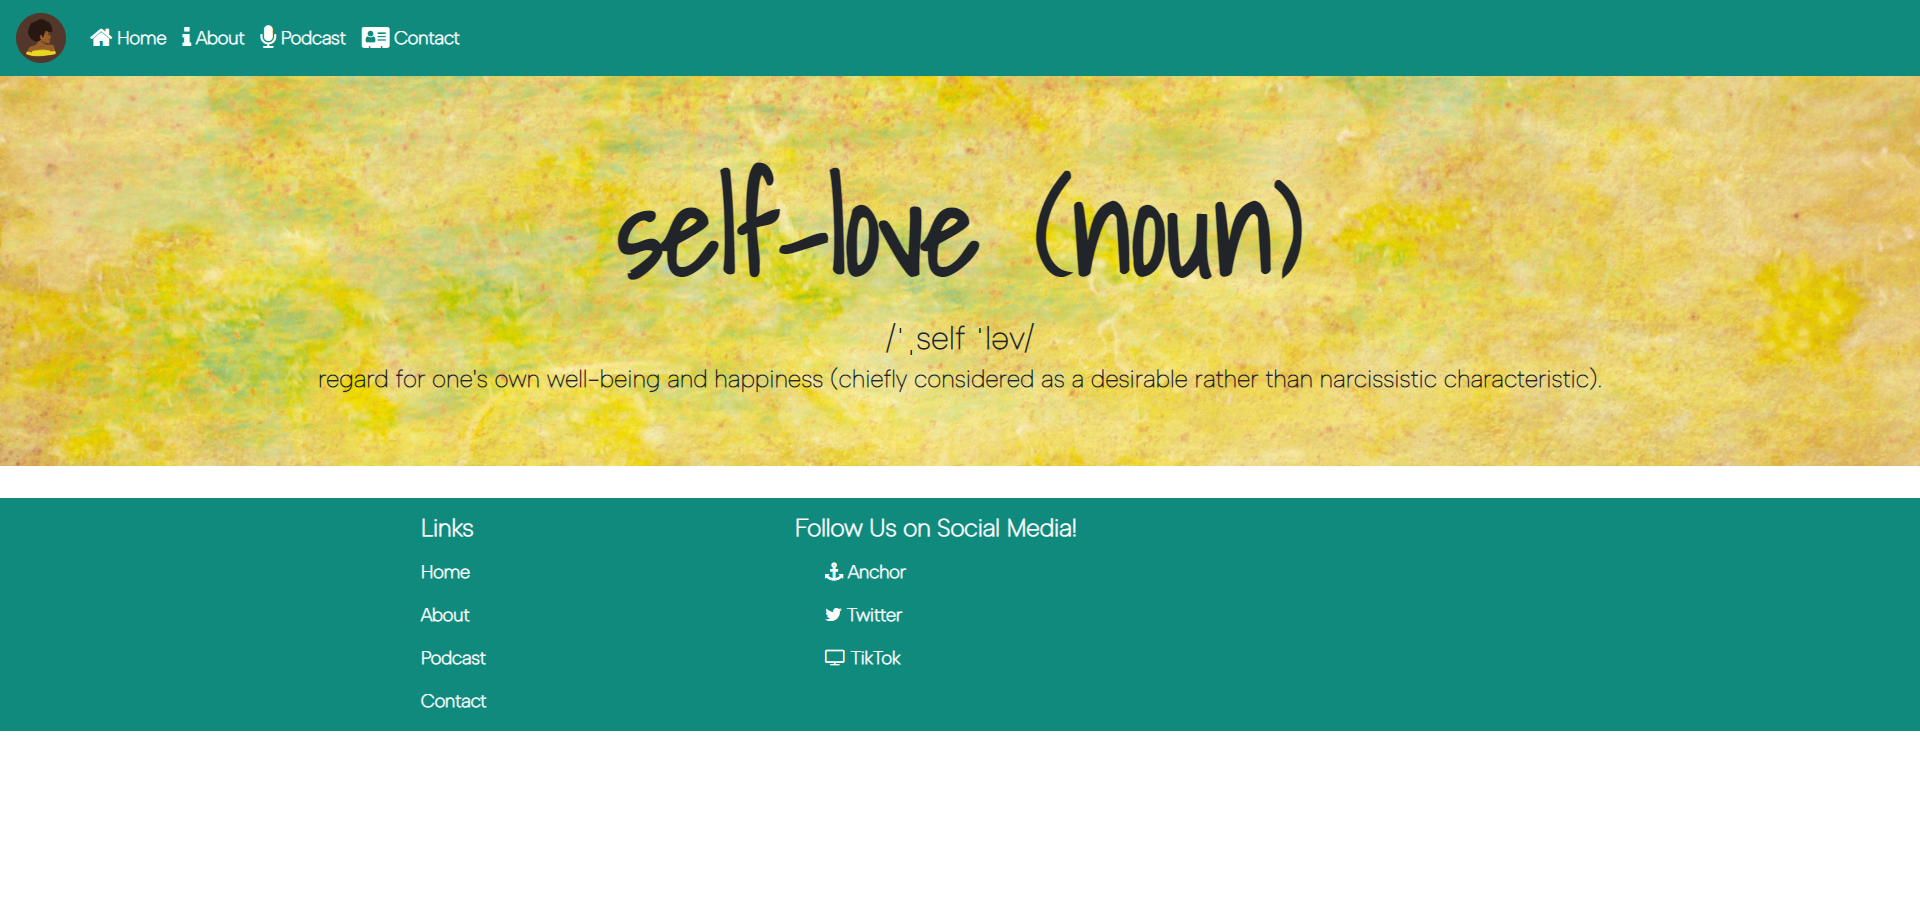 Home About Podcast Contact
self-love (noun)
/ˈˌself ˈləv/
regard for one's own well-being and happiness (chiefly considered as a desirable rather than narcissistic characteristic).
Links
Home
About
Podcast
Contact
Follow Us on Social Media!
Anchor
Twitter
TikTok